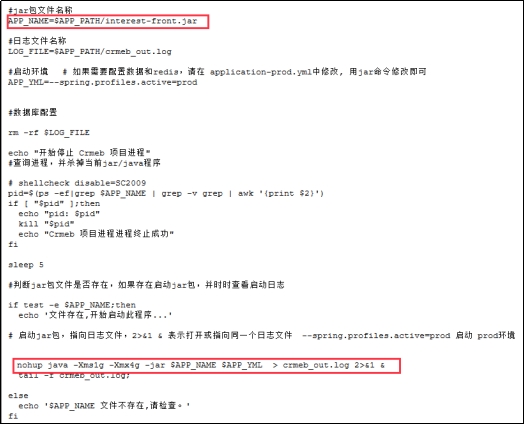 #jar包文件名称
APP_NAME=$APP_PATH/interest-front.jar
#日志文件名称
LOG_FILE=$APP_PATH/crmeb_out.log
#启动环境   # 如果需要配置数据和redis，请在 application-prod.yml中修改, 用jar命令修改即可
APP_YML=--spring.profiles.active=prod
#数据库配置
rm -rf $LOG_FILE
echo "开始停止 Crmeb 项目进程"
#查询进程，并杀掉当前jar/java程序
# shellcheck disable=SC2009
pid=$(ps -ef|grep $APP_NAME | grep -v grep | awk '{print $2}')
if [ "$pid" ];then
echo "pid: $pid"
kill "$pid"
echo "Crmeb 项目进程进程终止成功"
fi
sleep 5
#判断jar包文件是否存在，如果存在启动jar包，并时时查看启动日志
if test -e $APP_NAME;then
echo '文件存在,开始启动此程序...'
# 启动jar包，指向日志文件，2>&1 & 表示打开或指向同一个日志文件  --spring.profiles.active=prod 启动 prod环境
nohup java -Xms1g -Xmx4g -jar $APP_NAME $APP_YML  > crmeb_out.log 2>&1 &
tail -f crmeb_out.log;
else
echo '$APP_NAME 文件不存在,请检查。'
fi